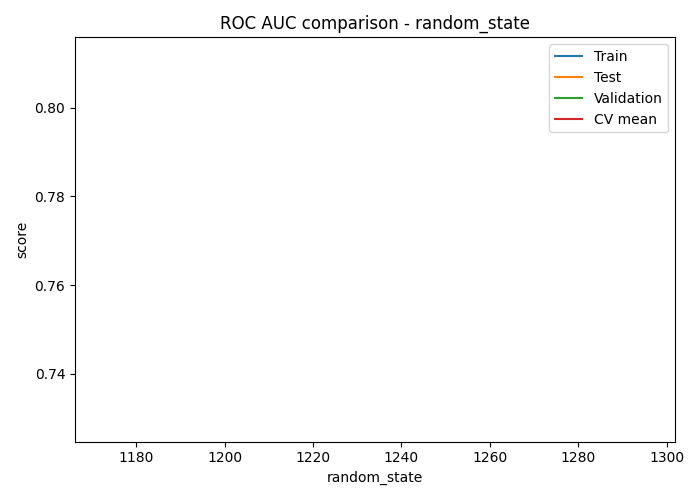 ROC AUC comparison - random_state
Train
Test
Validation
CV mean
0.80
0.78
0.76
0.74
score
1180 1200 1220 1240 1260 1280 1300
random_state